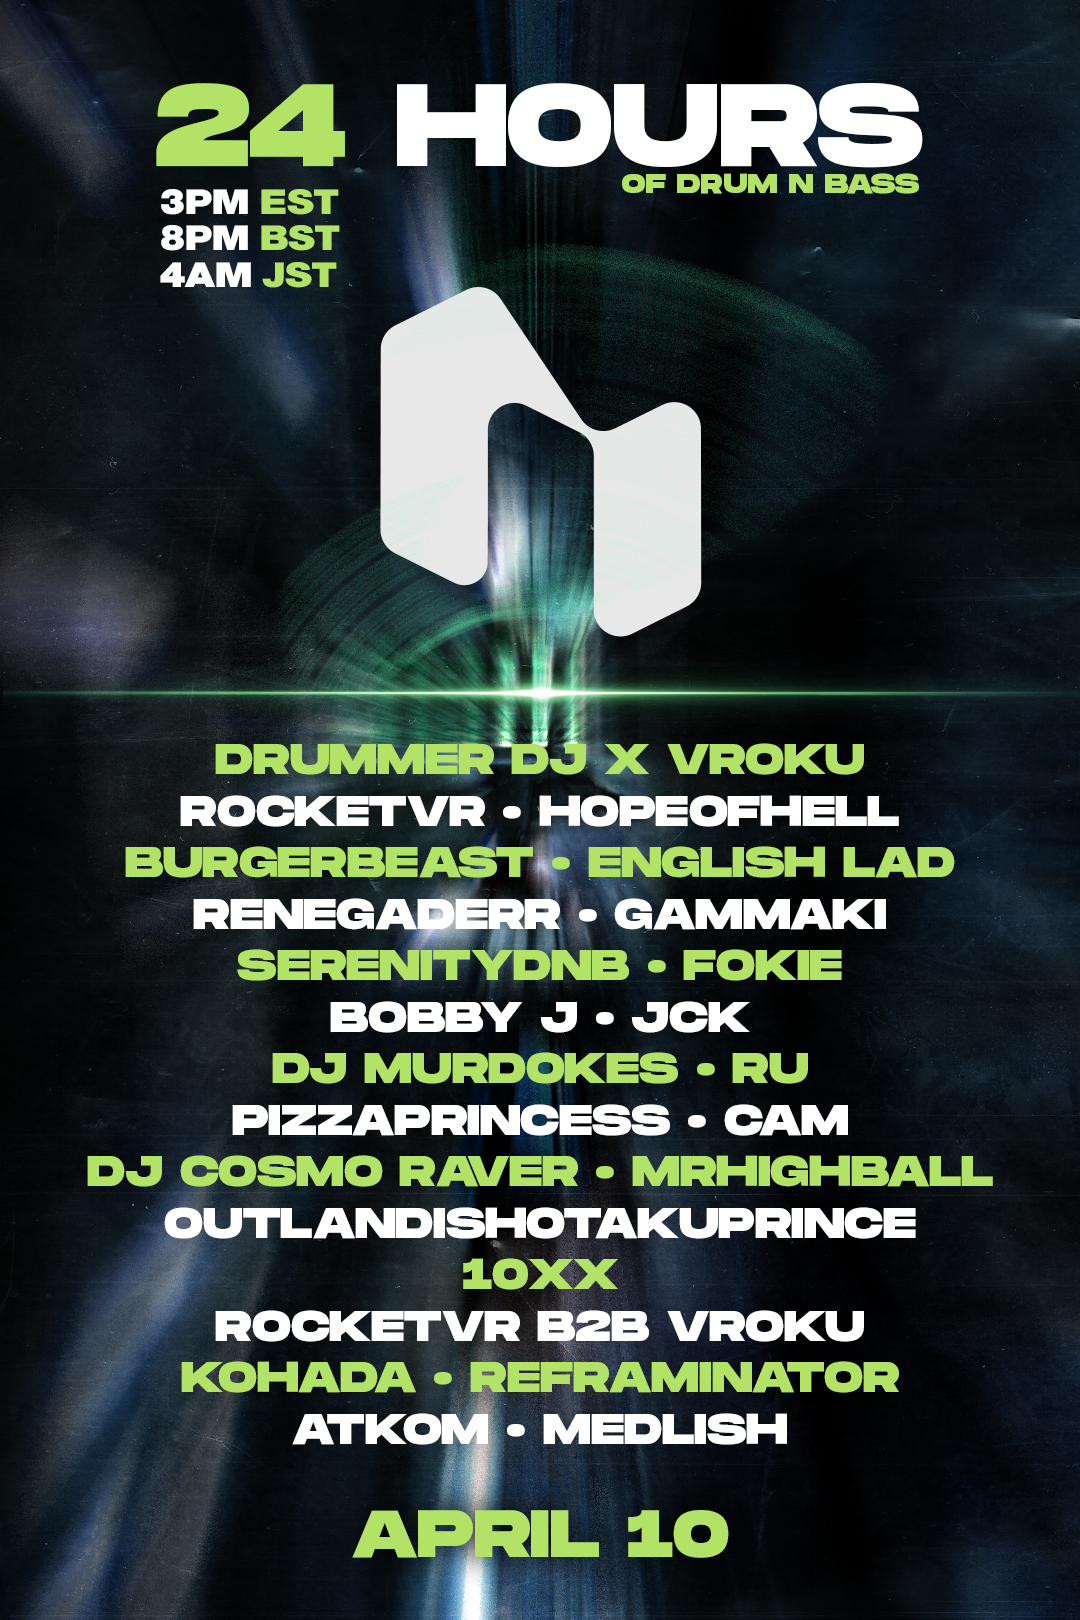 24 HOURS
OF DRUM N BASS
3PM EST
8PM BST
4AM JST
DRUMMER DJ X VROKU
ROCKETVR • HOPEOFHELL
BURGERBEAST • ENGLISH LAD
RENEGADERR • GAMMAKI
SERENITYDNB • FOKIE
BOBBY J • JCK
DJ MURDOKES • RU
PIZZAPRINCESS • CAM
DJ COSMO RAVER • MRHIGHBALL
OUTLANDISHOTAKUPRINCE
10XX
ROCKETVR B2B VROKU
KOHADA • REFRAMINATOR
ATKOM • MEDLISH
APRIL 10